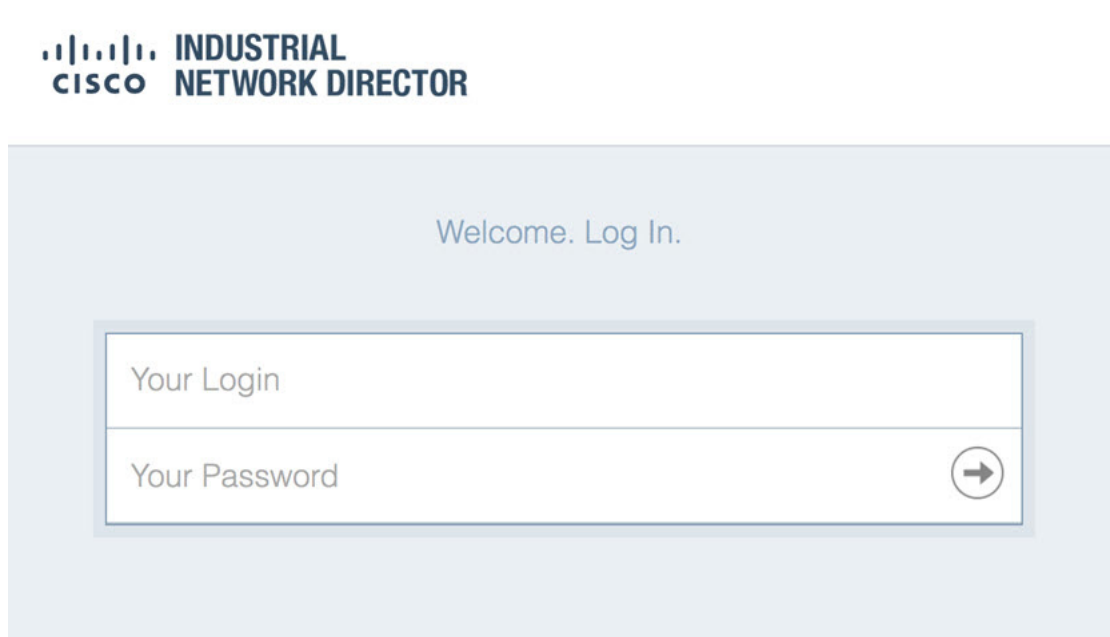 INDUSTRIAL
CISCO NETWORK DIRECTOR
Welcome. Log In.
Your Login
Your Password